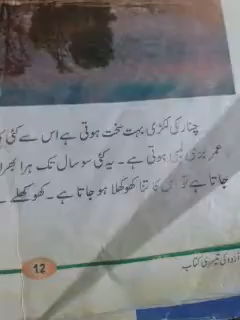 چنار کی لکڑی بہت سخت ہوتی ہے اس سے کئی
عمر بڑی لمبی ہوتی ہے۔ یہ کئی سو سال تک ہرا بھرا
جاتا ہے تو اس کا تنا کھوکھلا ہو جاتا ہے۔ کھوکھلے
اردو کی تیسری کتاب
12